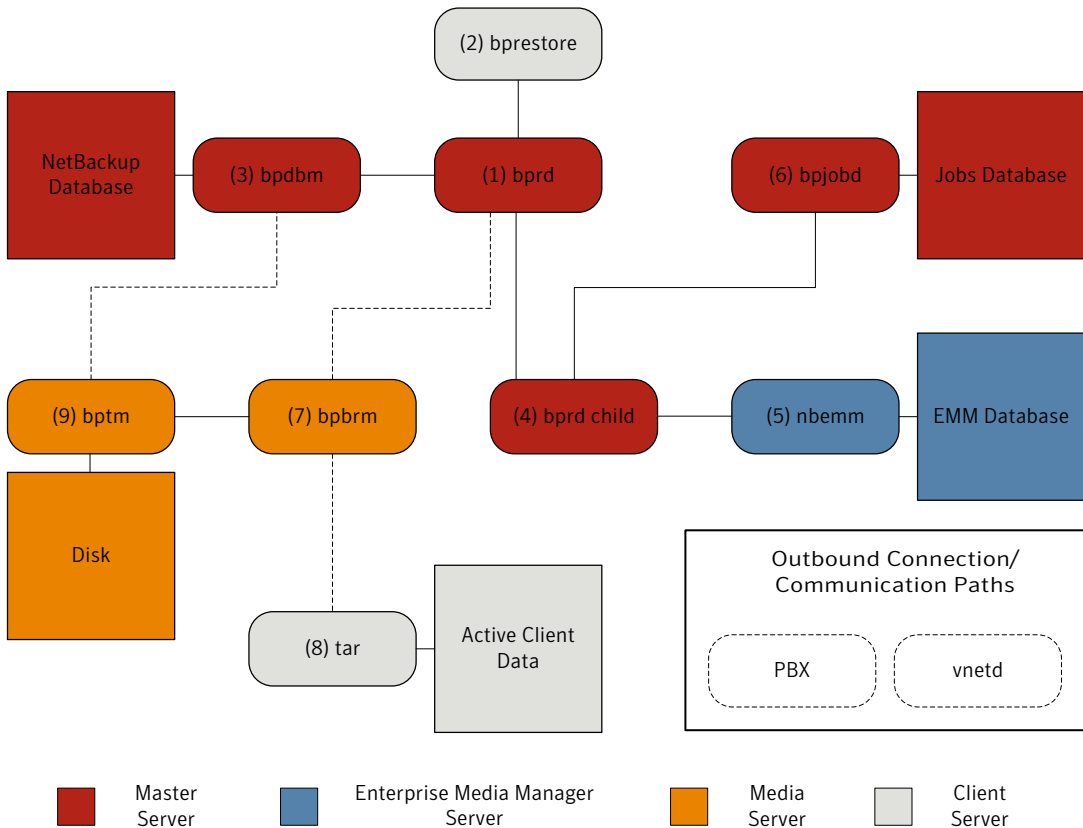 (2) bprestore
NetBackup
Database
(3) bpdbm
(1) bprd
(6) bpjobd
Jobs Database
(9) bptm
(7) bpbrm
(4) bprd child
(5) nbemm
EMM Database
Disk
(8) tar
Active Client
Data
Outbound Connection/
Communication Paths
PBX
vnetd
Master
Server
Enterprise Media Manager
Server
Media
Server
Client
Server